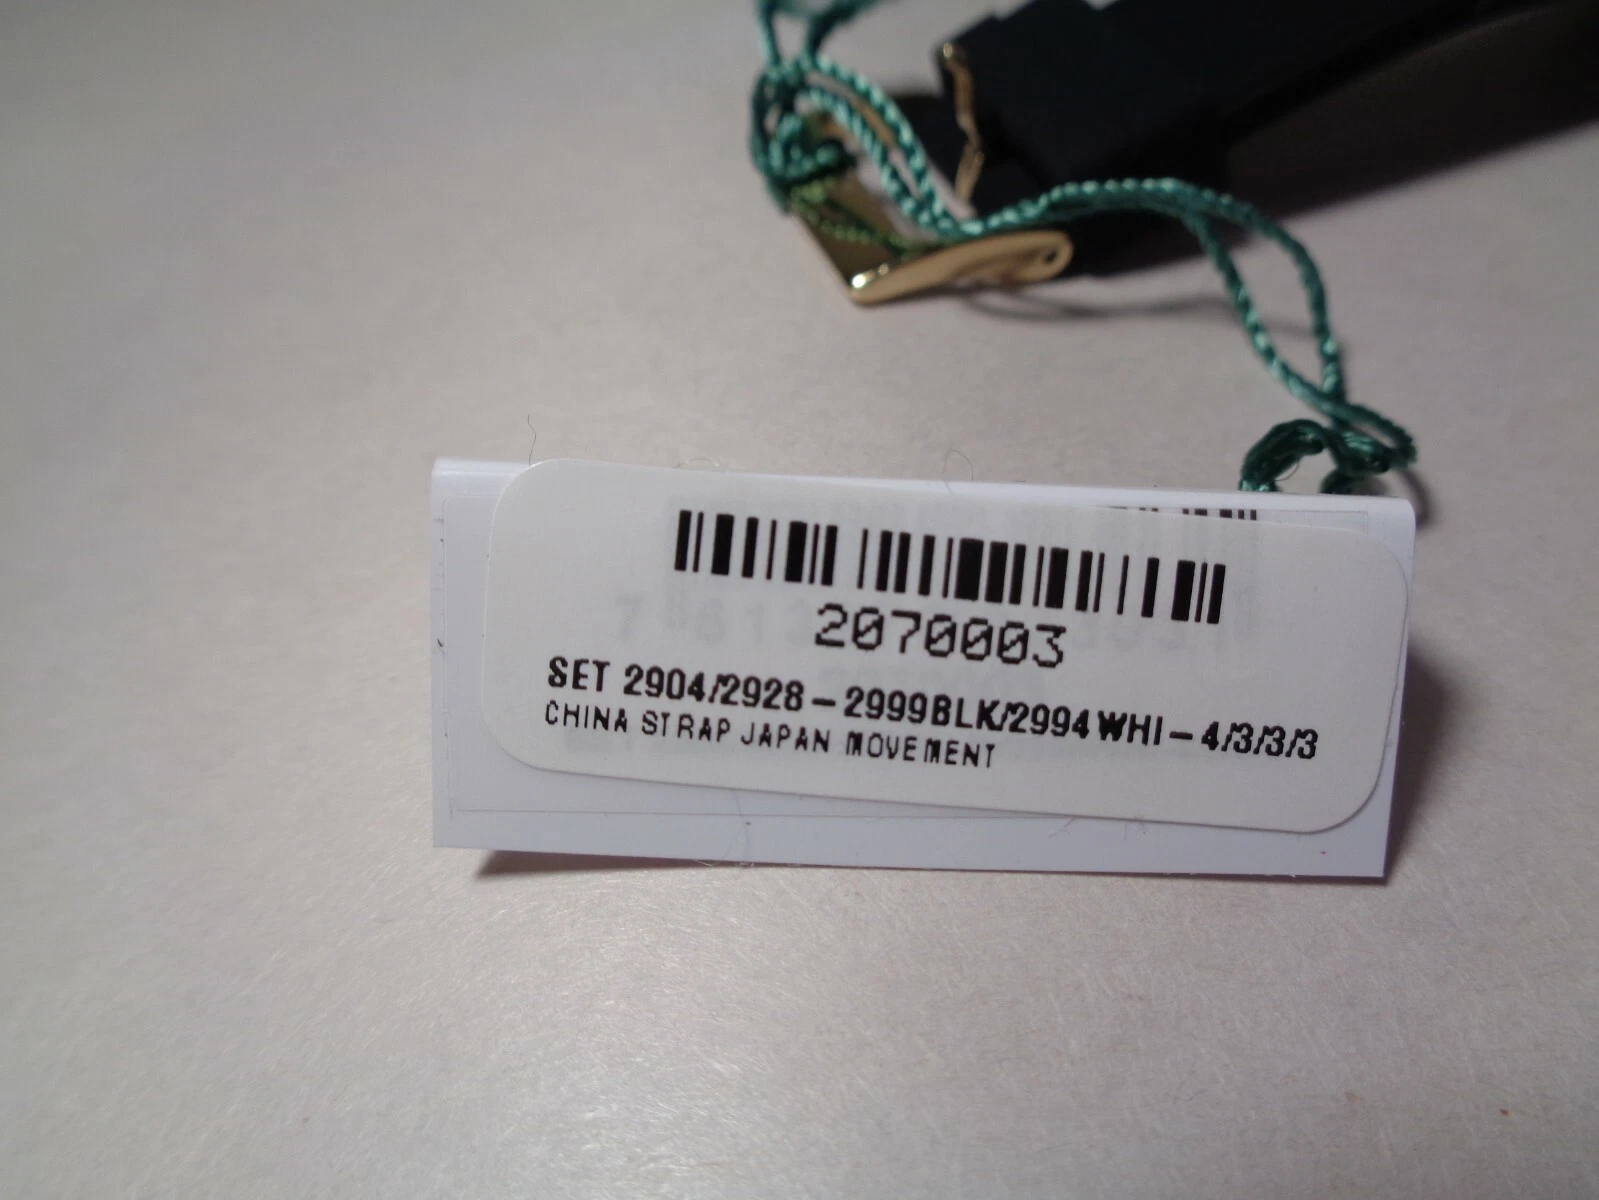 2070003
SET 2904/2928-2999BLK/2994WHI-4/3/3/3
CHINA STRAP JAPAN MOVEMENT